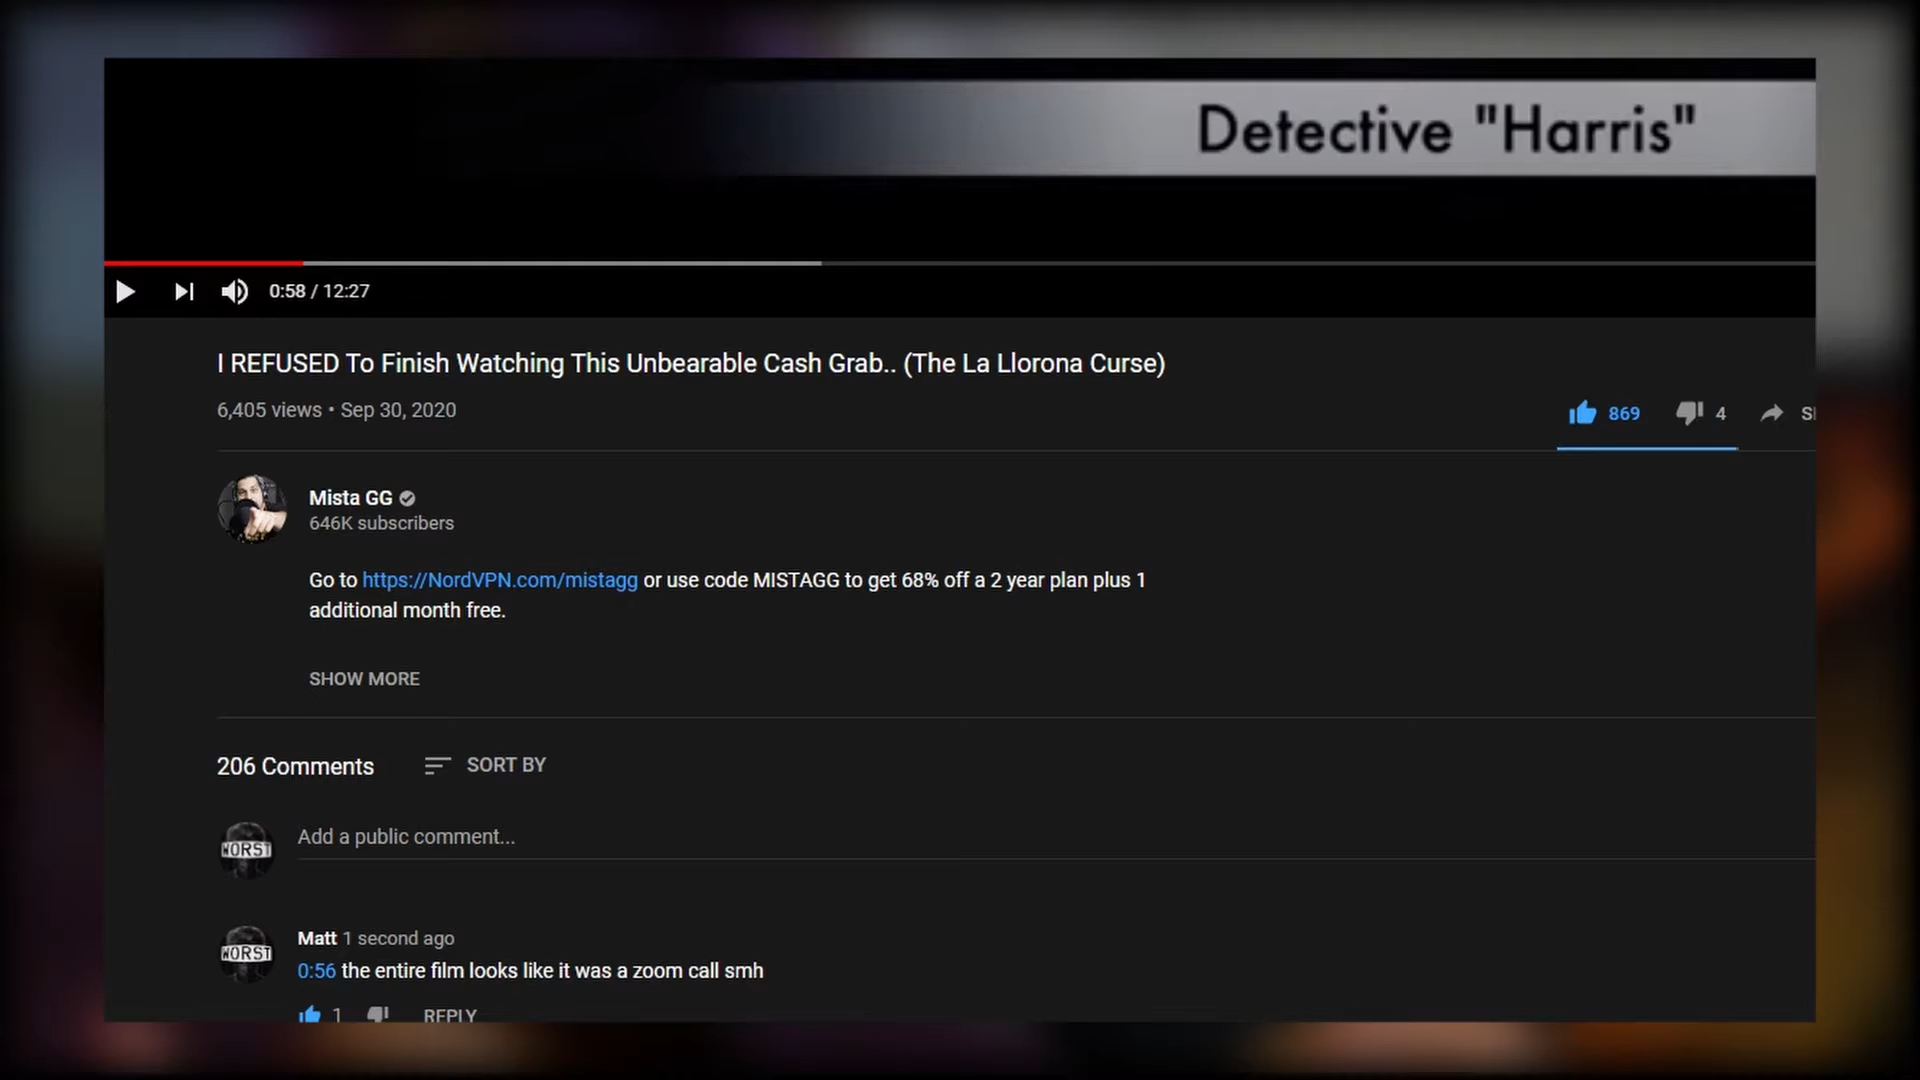 Detective "Harris"
0:58 / 12:27
I REFUSED To Finish Watching This Unbearable Cash Grab.. (The La Llorona Curse)
6,405 views • Sep 30, 2020
869
4
Mista GG
646K subscribers
Go to https://NordVPN.com/mistagg or use code MISTAGG to get 68% off a 2 year plan plus 1
additional month free.
SHOW MORE
206 Comments
SORT BY
WORST
Add a public comment...
WORST
Matt 1 second ago
0:56 the entire film looks like it was a zoom call smh
1
REPLY